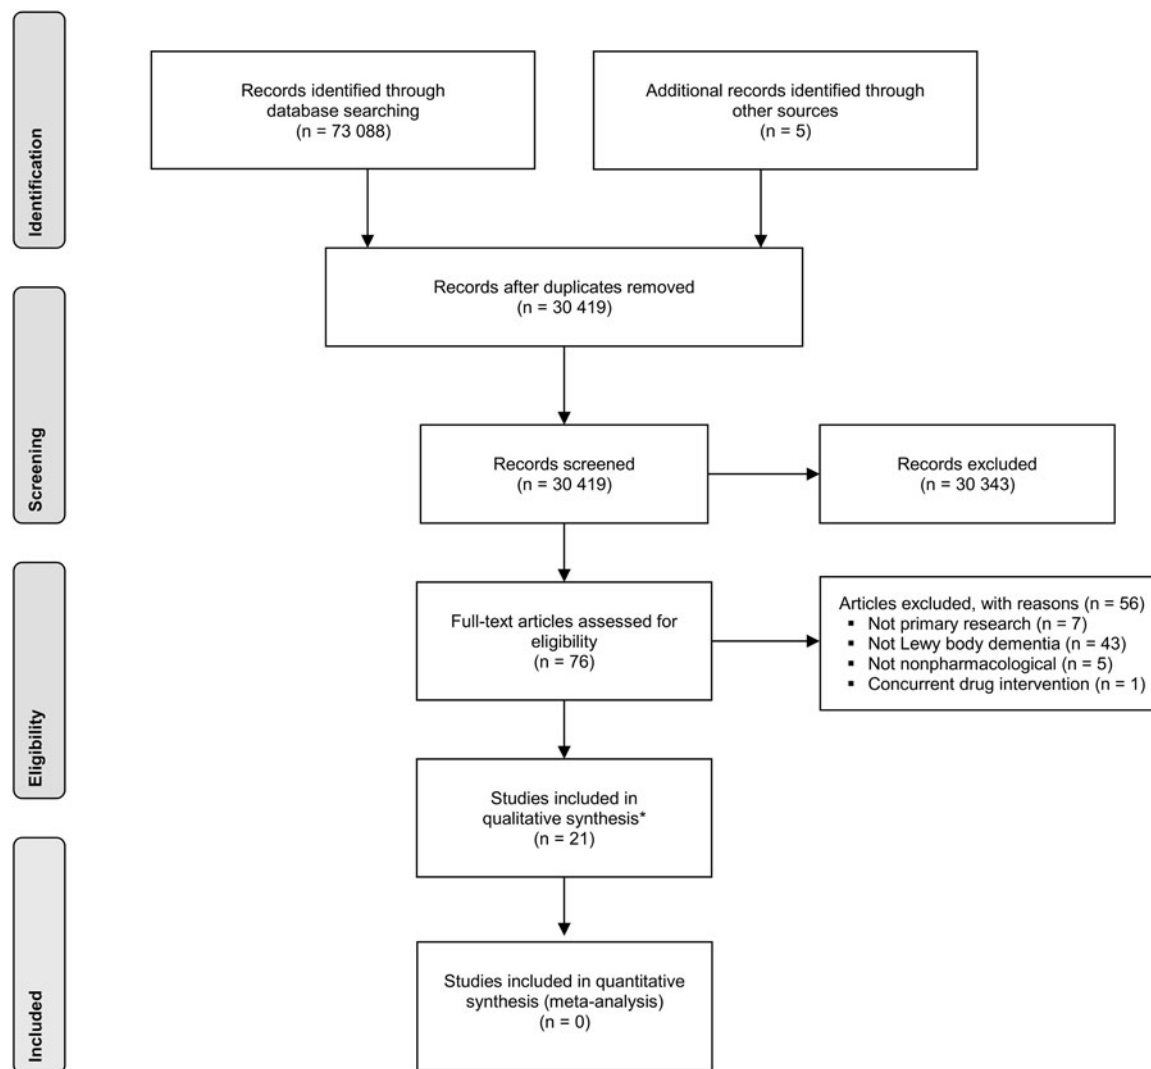 Identification
Records identified through
database searching
(n = 73 088)
Additional records identified through
other sources
(n = 5)
Records after duplicates removed
(n = 30 419)
Screening
Records screened
(n = 30 419)
Records excluded
(n = 30 343)
Eligibility
Full-text articles assessed for
eligibility
(n = 76)
Articles excluded, with reasons (n = 56)
▪ Not primary research (n = 7)
▪ Not Lewy body dementia (n = 43)
▪ Not nonpharmacological (n = 5)
▪ Concurrent drug intervention (n = 1)
Studies included in
qualitative synthesis*
(n = 21)
Included
Studies included in quantitative
synthesis (meta-analysis)
(n = 0)